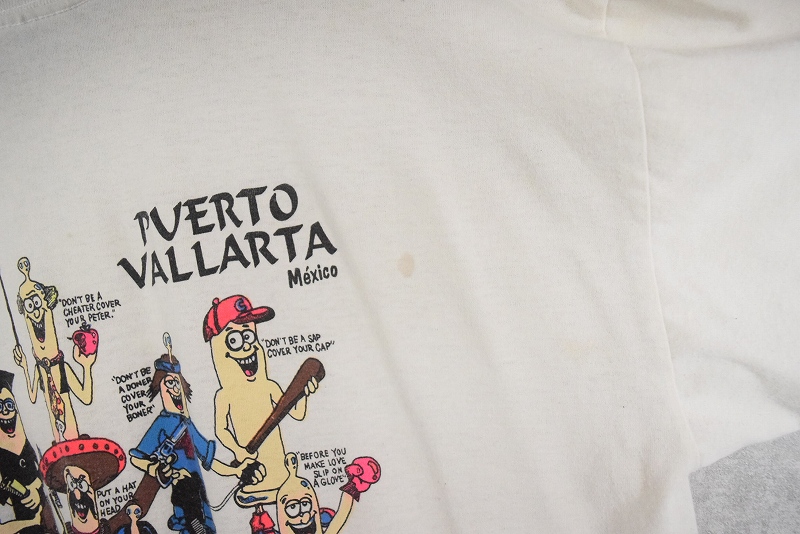 PUERTO
VALLARTA
México
"DON'T BE A
CHEATER COVER
YOUR PETER."
"DON'T BE A SAP
COVER YOUR CAP"
"DON'T BE
A DONER
COVER
YOUR
BONER"
"BEFORE YOU
MAKE LOVE
SLIP ON
A GLOVE"
PUT A HAT
ON YOUR
HEAD